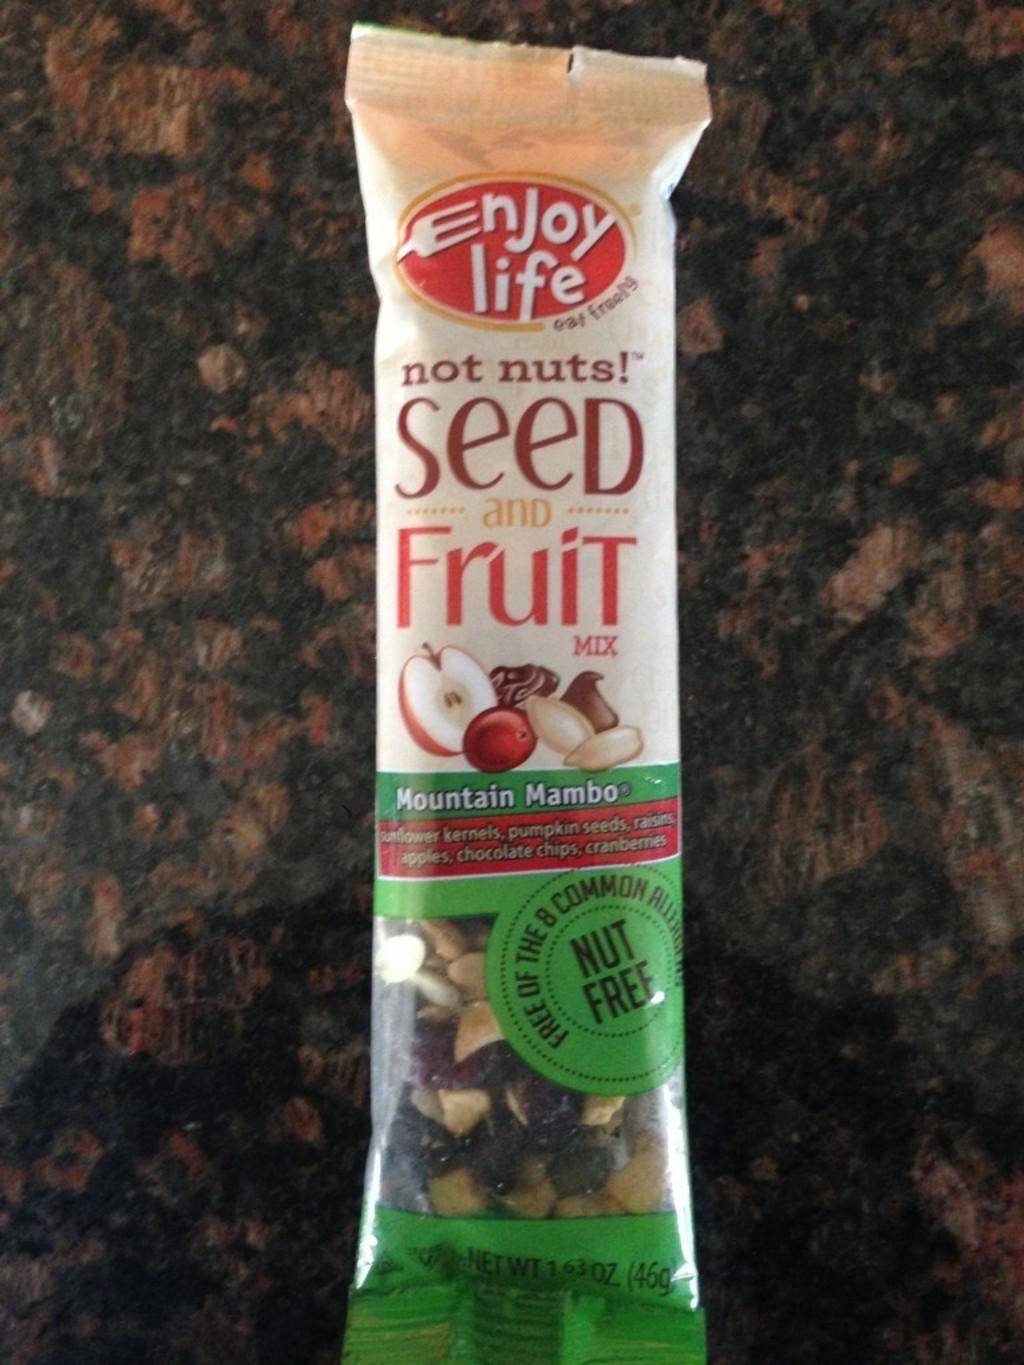 Enjoy
life
eat freely
not nuts!™
SEED
AND
FRUIT
MIX
Mountain Mambo®
sunflower kernels, pumpkin seeds, raisins,
apples, chocolate chips, cranberries
FREE OF THE 8 COMMON
NUT
FREE
NET WT 1.63 OZ. (46g)